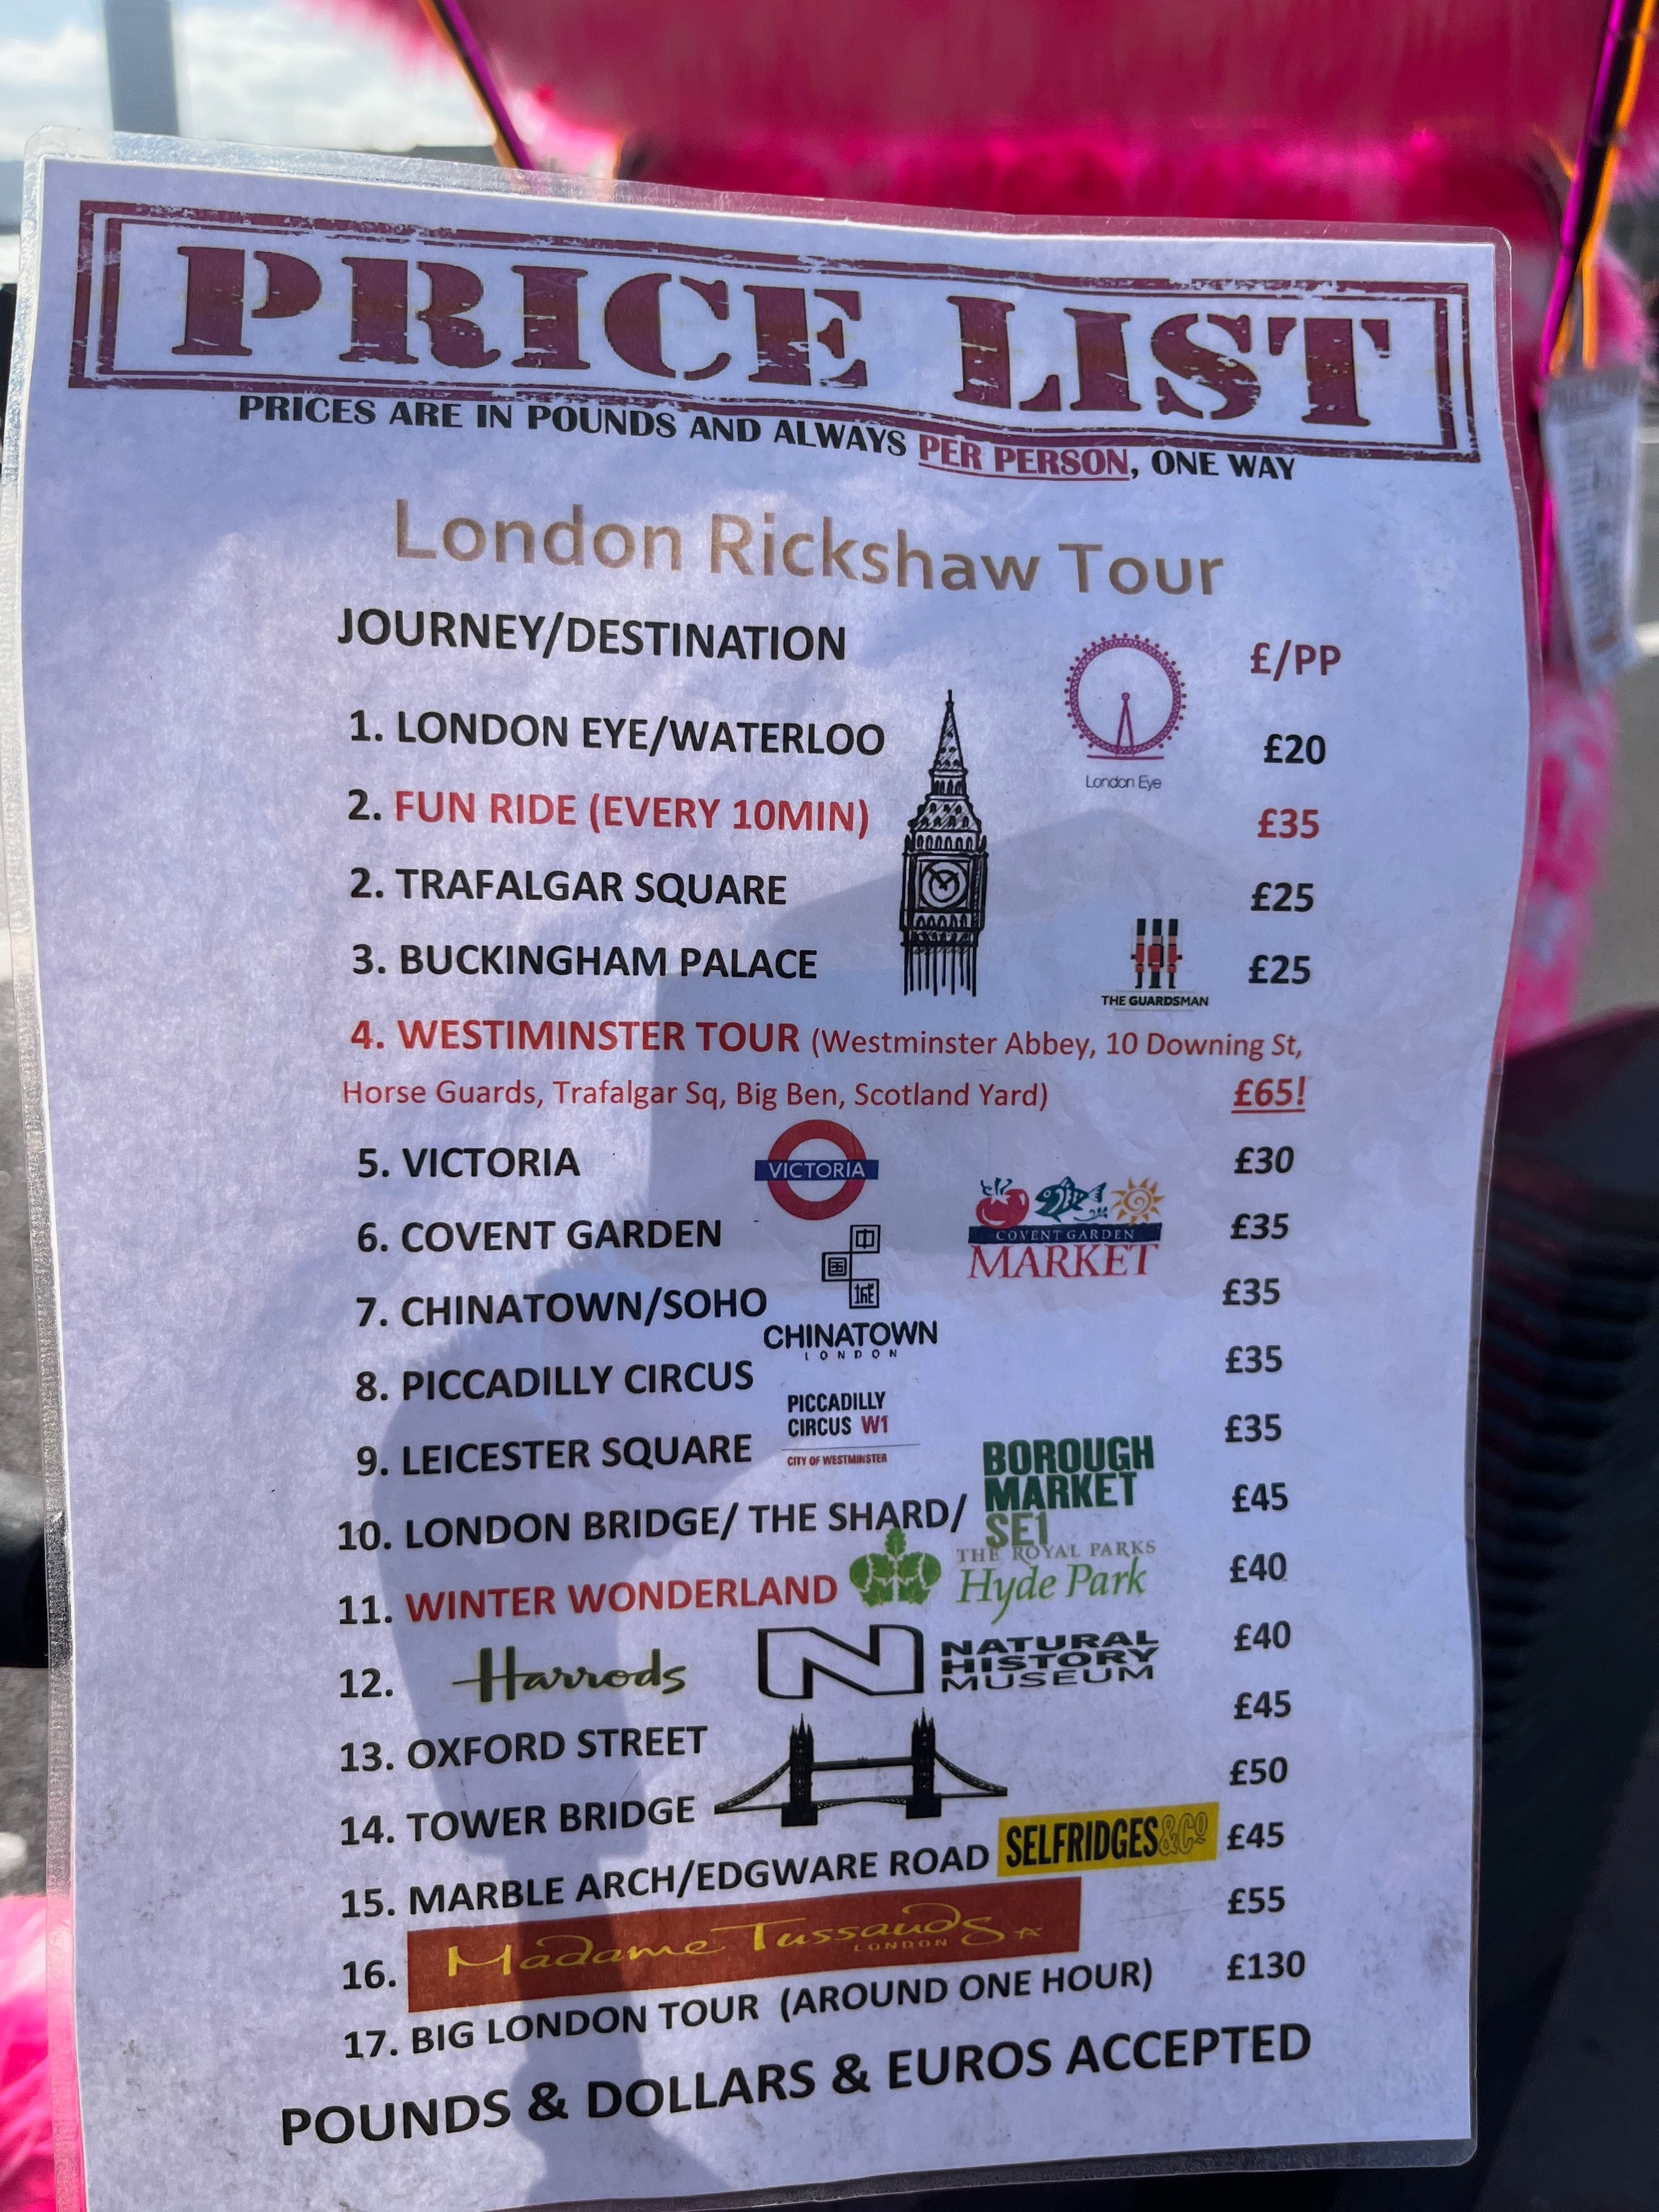 PRICE LIST
PRICES ARE IN POUNDS AND ALWAYS PER PERSON, ONE WAY
London Rickshaw Tour
JOURNEY/DESTINATION £/PP
London Eye
1. LONDON EYE/WATERLOO £20
2. FUN RIDE (EVERY 10MIN) £35
2. TRAFALGAR SQUARE £25
3. BUCKINGHAM PALACE £25
THE GUARDSMAN
4. WESTIMINSTER TOUR (Westminster Abbey, 10 Downing St,
Horse Guards, Trafalgar Sq, Big Ben, Scotland Yard) £65!
5. VICTORIA VICTORIA £30
6. COVENT GARDEN £35
COVENT GARDEN
MARKET
中
国
城
7. CHINATOWN/SOHO £35
CHINATOWN
LONDON
8. PICCADILLY CIRCUS £35
PICCADILLY
CIRCUS W1
CITY OF WESTMINSTER
9. LEICESTER SQUARE £35
BOROUGH
MARKET
SE1
10. LONDON BRIDGE/ THE SHARD/ £45
THE ROYAL PARKS
Hyde Park
11. WINTER WONDERLAND £40
12. Harrods £40
N NATURAL
HISTORY
MUSEUM
13. OXFORD STREET £45
14. TOWER BRIDGE £50
15. MARBLE ARCH/EDGWARE ROAD SELFRIDGES&Co £45
16. Madame Tussauds £55
LONDON
17. BIG LONDON TOUR (AROUND ONE HOUR) £130
POUNDS & DOLLARS & EUROS ACCEPTED